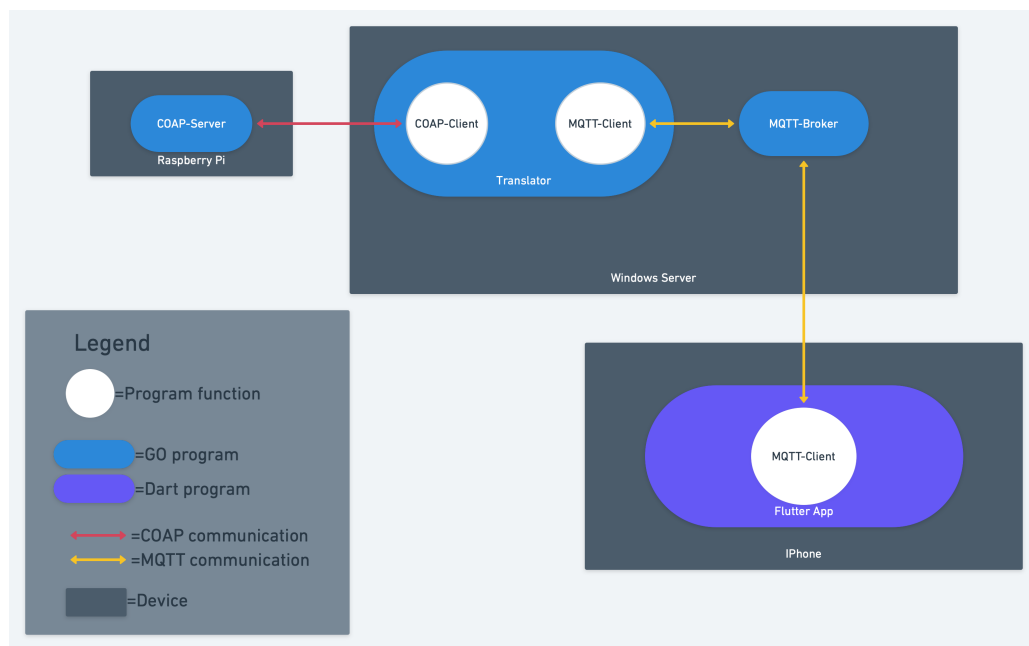 COAP-Server
Raspberry Pi
COAP-Client
MQTT-Client
Translator
MQTT-Broker
Windows Server
Legend
=Program function
=GO program
=Dart program
=COAP communication
=MQTT communication
=Device
MQTT-Client
Flutter App
IPhone